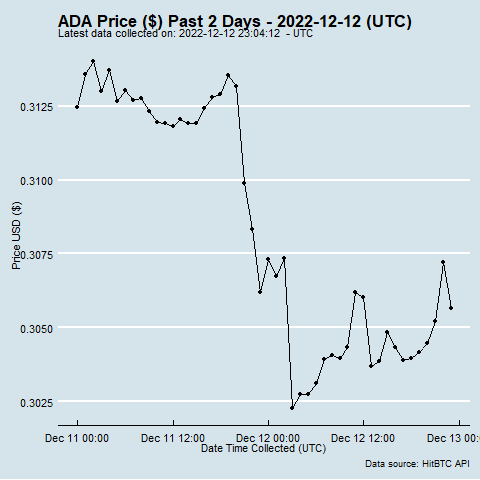 ADA Price ($) Past 2 Days - 2022-12-12 (UTC)
Latest data collected on: 2022-12-12 23:04:12  - UTC
0.3125
0.3100
0.3075
0.3050
0.3025
Price USD ($)
Dec 11 00:00 Dec 11 12:00 Dec 12 00:00 Dec 12 12:00 Dec 13 00:
Date Time Collected (UTC)
Data source: HitBTC API